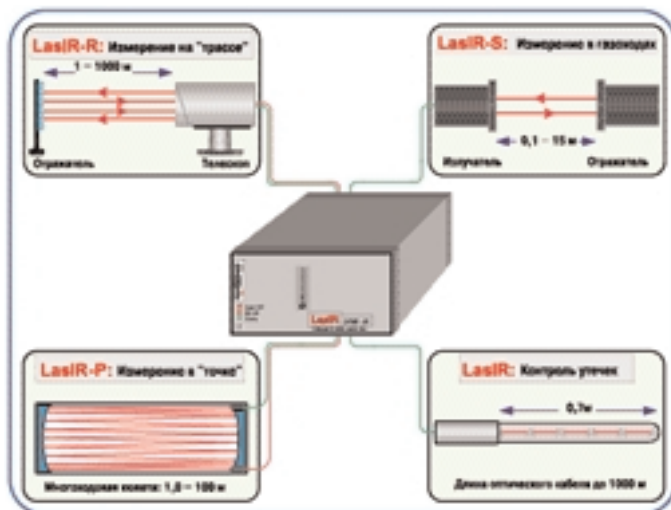 LasIR-R: Измерение на "трассе"
1 – 1000 м
Отражатель Телескоп
LasIR-S: Измерение в газоходах
0,1 – 15 м
Излучатель Отражатель
LasIR
LasIR-P: Измерение в "точке"
Многоходовая кювета: 1,0 – 100 м
LasIR: Контроль утечек
0,7м
Длина оптического кабеля до 1000 м